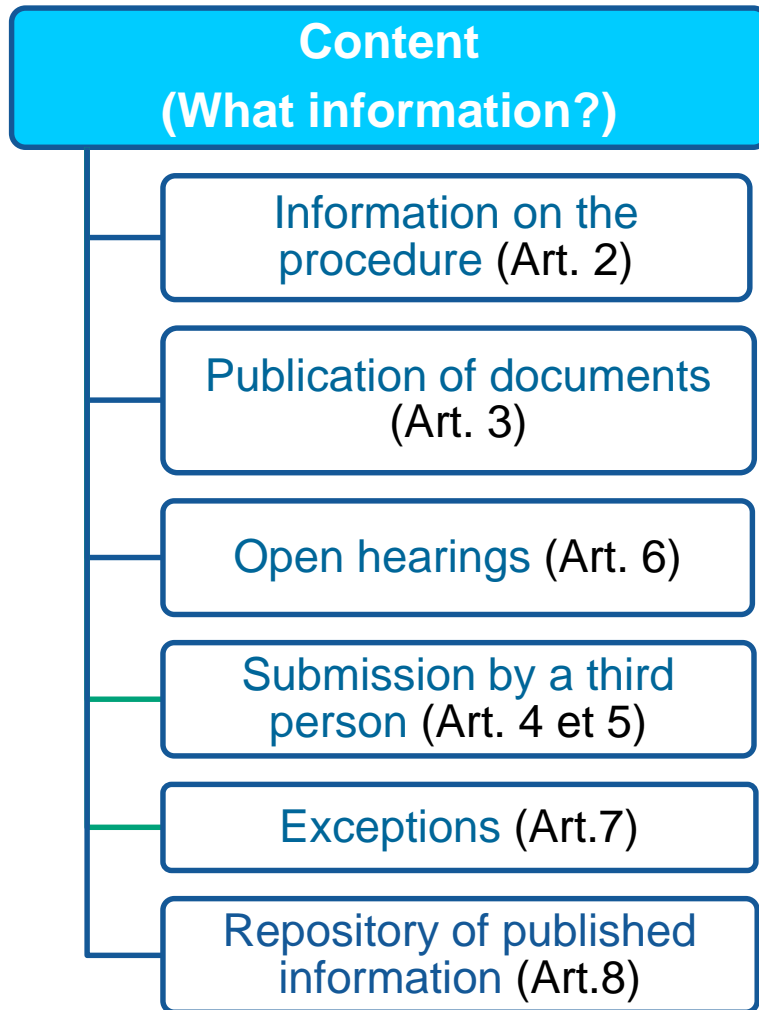 Content
(What information?)
Information on the
procedure (Art. 2)
Publication of documents
(Art. 3)
Open hearings (Art. 6)
Submission by a third
person (Art. 4 et 5)
Exceptions (Art.7)
Repository of published
information (Art.8)